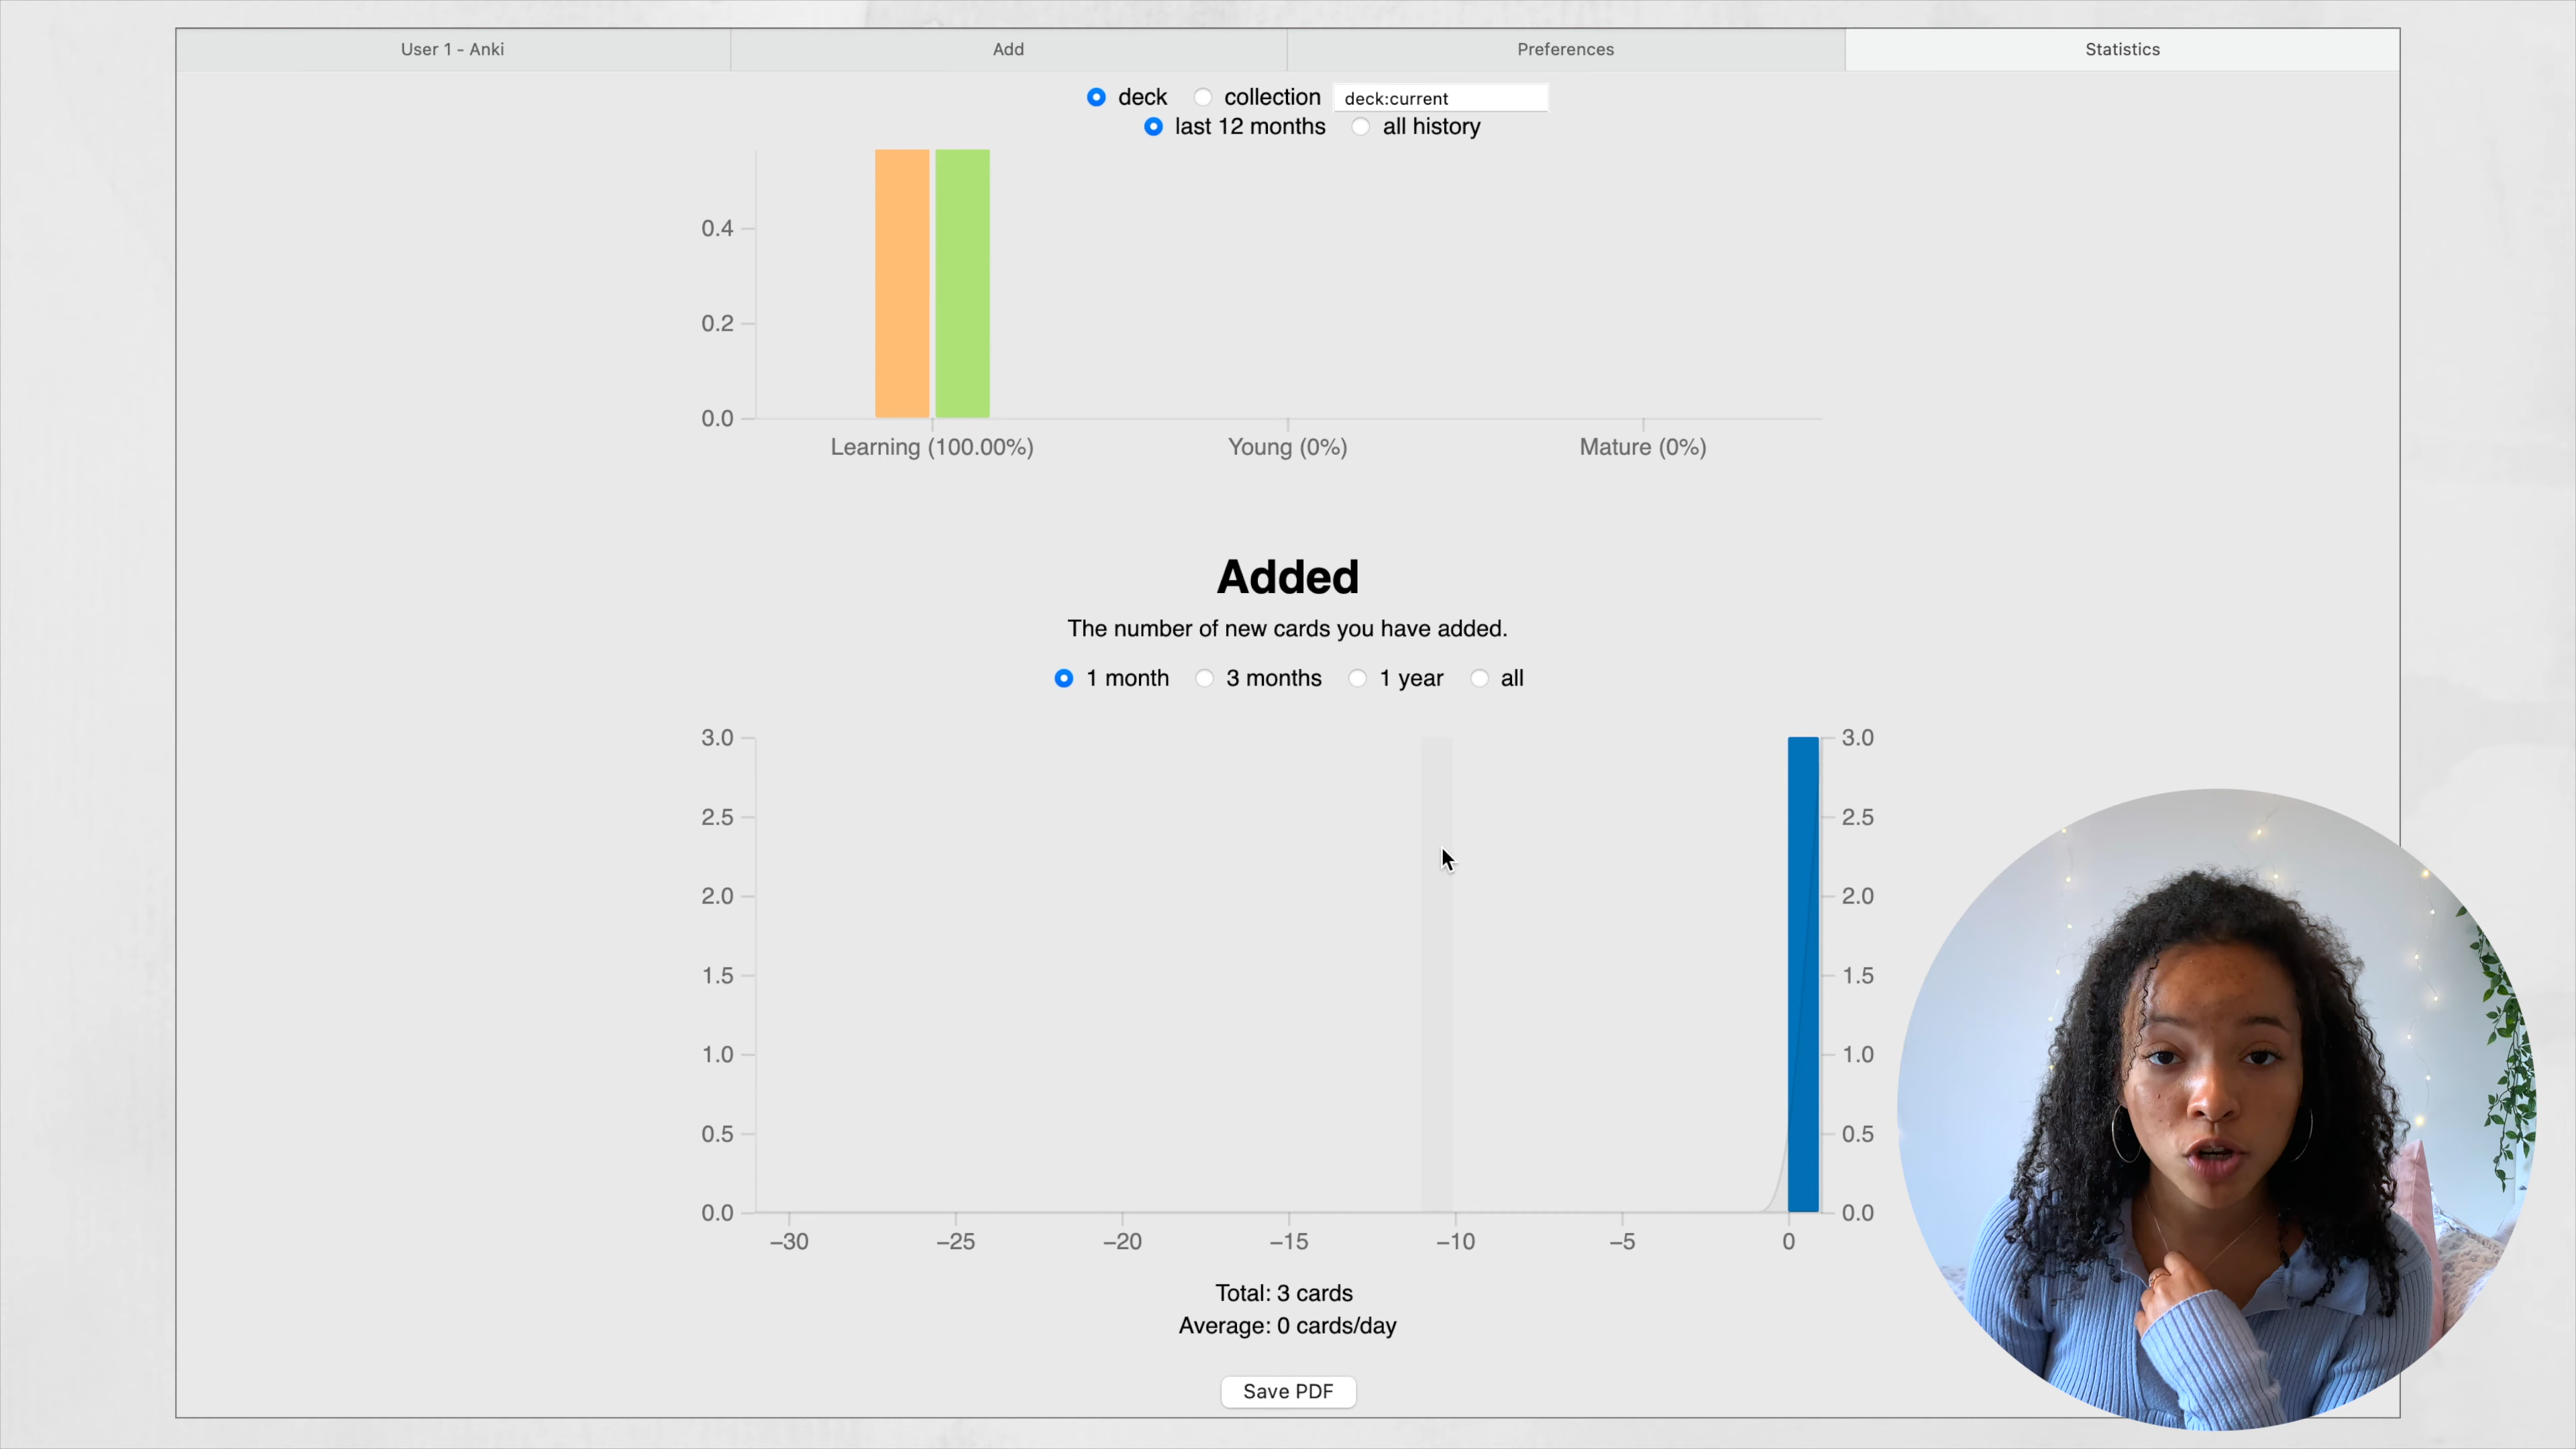 User 1 - Anki
Add
Preferences
Statistics
deck collection deck:current
last 12 months all history
0.4
0.2
0.0
Learning (100.00%) Young (0%) Mature (0%)
Added
The number of new cards you have added.
1 month 3 months 1 year all
3.0 3.0
2.5 2.5
2.0 2.0
1.5 1.5
1.0 1.0
0.5 0.5
0.0 0.0
−30 −25 −20 −15 −10 −5 0
Total: 3 cards
Average: 0 cards/day
Save PDF